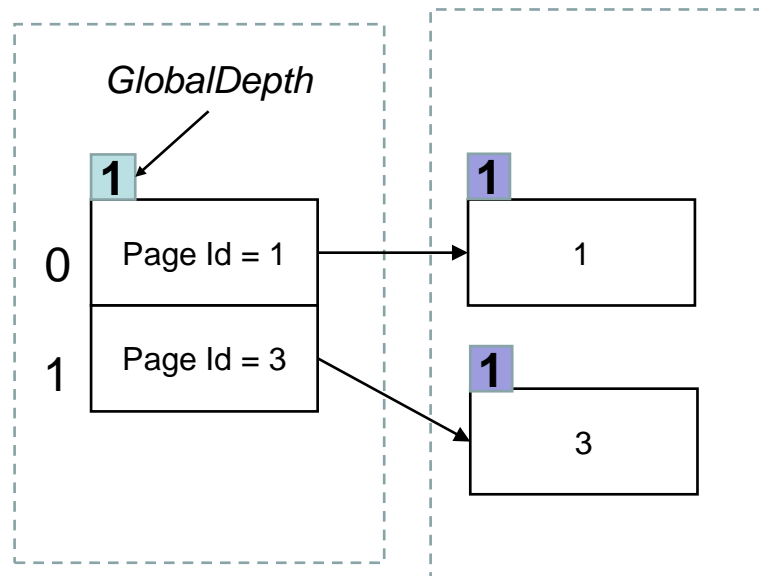 GlobalDepth
1
1
0
Page Id = 1
1
1
Page Id = 3
1
3